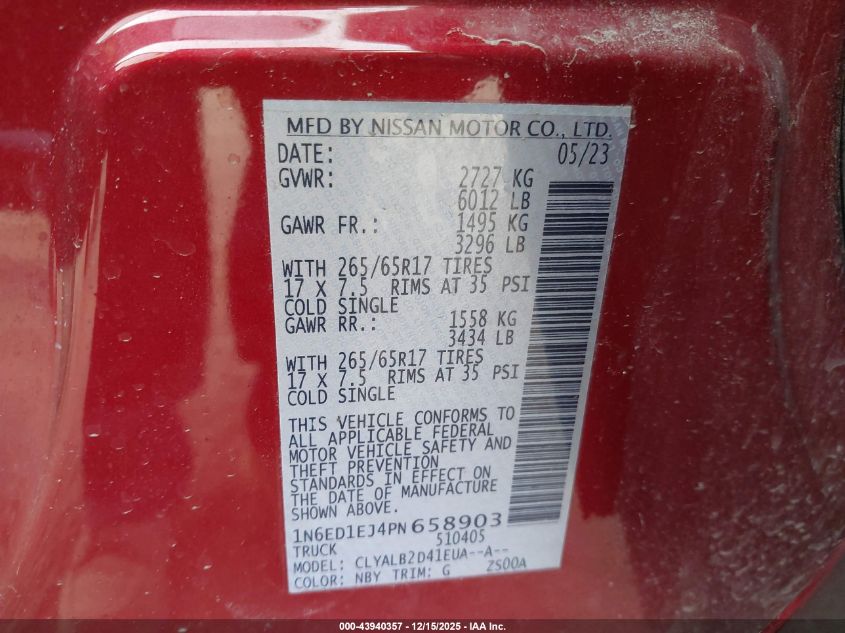 MFD BY NISSAN MOTOR CO., LTD.
DATE: 05/23
GVWR: 2727 KG
6012 LB
GAWR FR.: 1495 KG
3296 LB
WITH 265/65R17 TIRES
17 X 7.5 RIMS AT 35 PSI
COLD SINGLE
GAWR RR.: 1558 KG
3434 LB
WITH 265/65R17 TIRES
17 X 7.5 RIMS AT 35 PSI
COLD SINGLE
THIS VEHICLE CONFORMS TO
ALL APPLICABLE FEDERAL
MOTOR VEHICLE SAFETY AND
THEFT PREVENTION
STANDARDS IN EFFECT ON
THE DATE OF MANUFACTURE
SHOWN ABOVE.
1N6ED1EJ4PN658903
TRUCK 510405
MODEL: CLYALB2D41EUA--A--
COLOR: NBY TRIM: G ZS00A
000-43940357 - 12/15/2025 - IAA Inc.